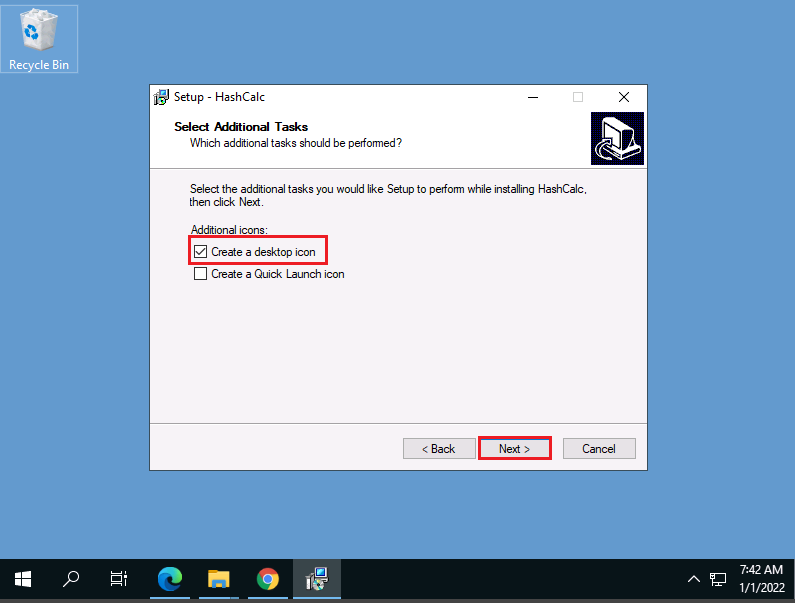 Recycle Bin
Setup - HashCalc
Select Additional Tasks
Which additional tasks should be performed?
Select the additional tasks you would like Setup to perform while installing HashCalc,
then click Next.
Additional icons:
Create a desktop icon
Create a Quick Launch icon
< Back
Next >
Cancel
7:42 AM
1/1/2022